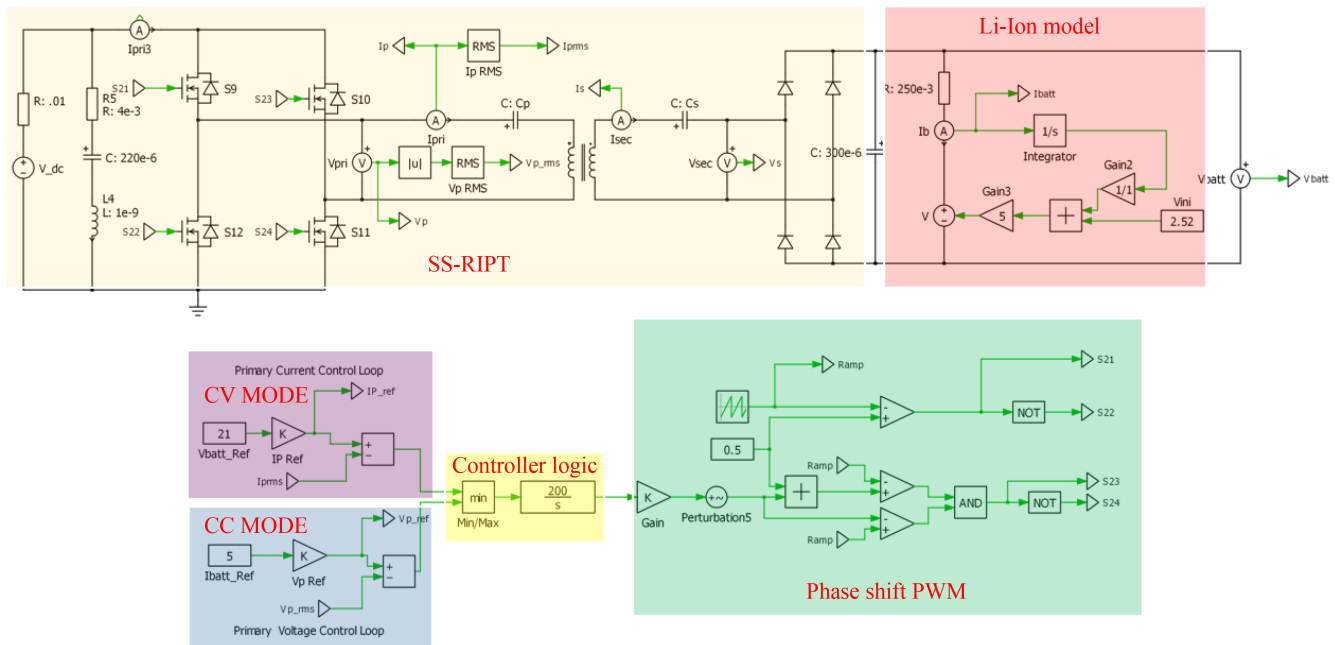 Li-Ion model
A
Ipri3
Ip
RMS
Iprms
Ip RMS
S21
S9
S23
S10
R5
R: 4e-3
R: .01
Is
C: Cp
C: Cs
A
Ipri
A
Isec
R: 250e-3
Ibatt
Ib
A
1/s
Integrator
C: 220e-6
Vpri
V
|u|
RMS
Vp_rms
Vp RMS
Vsec
V
Vs
C: 300e-6
Gain2
1/1
V_dc
L4
L: 1e-9
Vp
Gain3
V
5
Vini
2.52
Vbatt
V
Vbatt
S22
S12
S24
S11
SS-RIPT
Primary Current Control Loop
CV MODE
IP_ref
21
Vbatt_Ref
K
IP Ref
Iprms
CC MODE
Vp_ref
5
Ibatt_Ref
K
Vp Ref
Vp_rms
Primary Voltage Control Loop
Controller logic
min
Min/Max
200
s
Ramp
S21
NOT
S22
0.5
K
Gain
Perturbation5
Ramp
Ramp
AND
S23
NOT
S24
Phase shift PWM